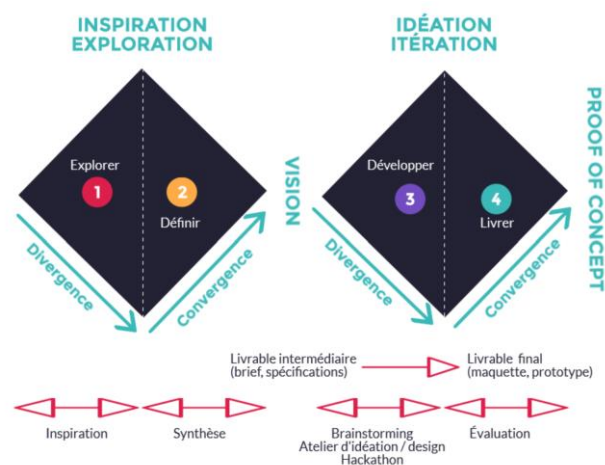 INSPIRATION
EXPLORATION
IDÉATION
ITÉRATION
Explorer
1
2
Définir
Divergence
Convergence
VISION
Développer
3
4
Livrer
Divergence
Convergence
PROOF OF CONCEPT
Livrable intermédiaire
(brief, spécifications)
Livrable final
(maquette, prototype)
Inspiration
Synthèse
Brainstorming
Atelier d'idéation / design
Hackathon
Évaluation